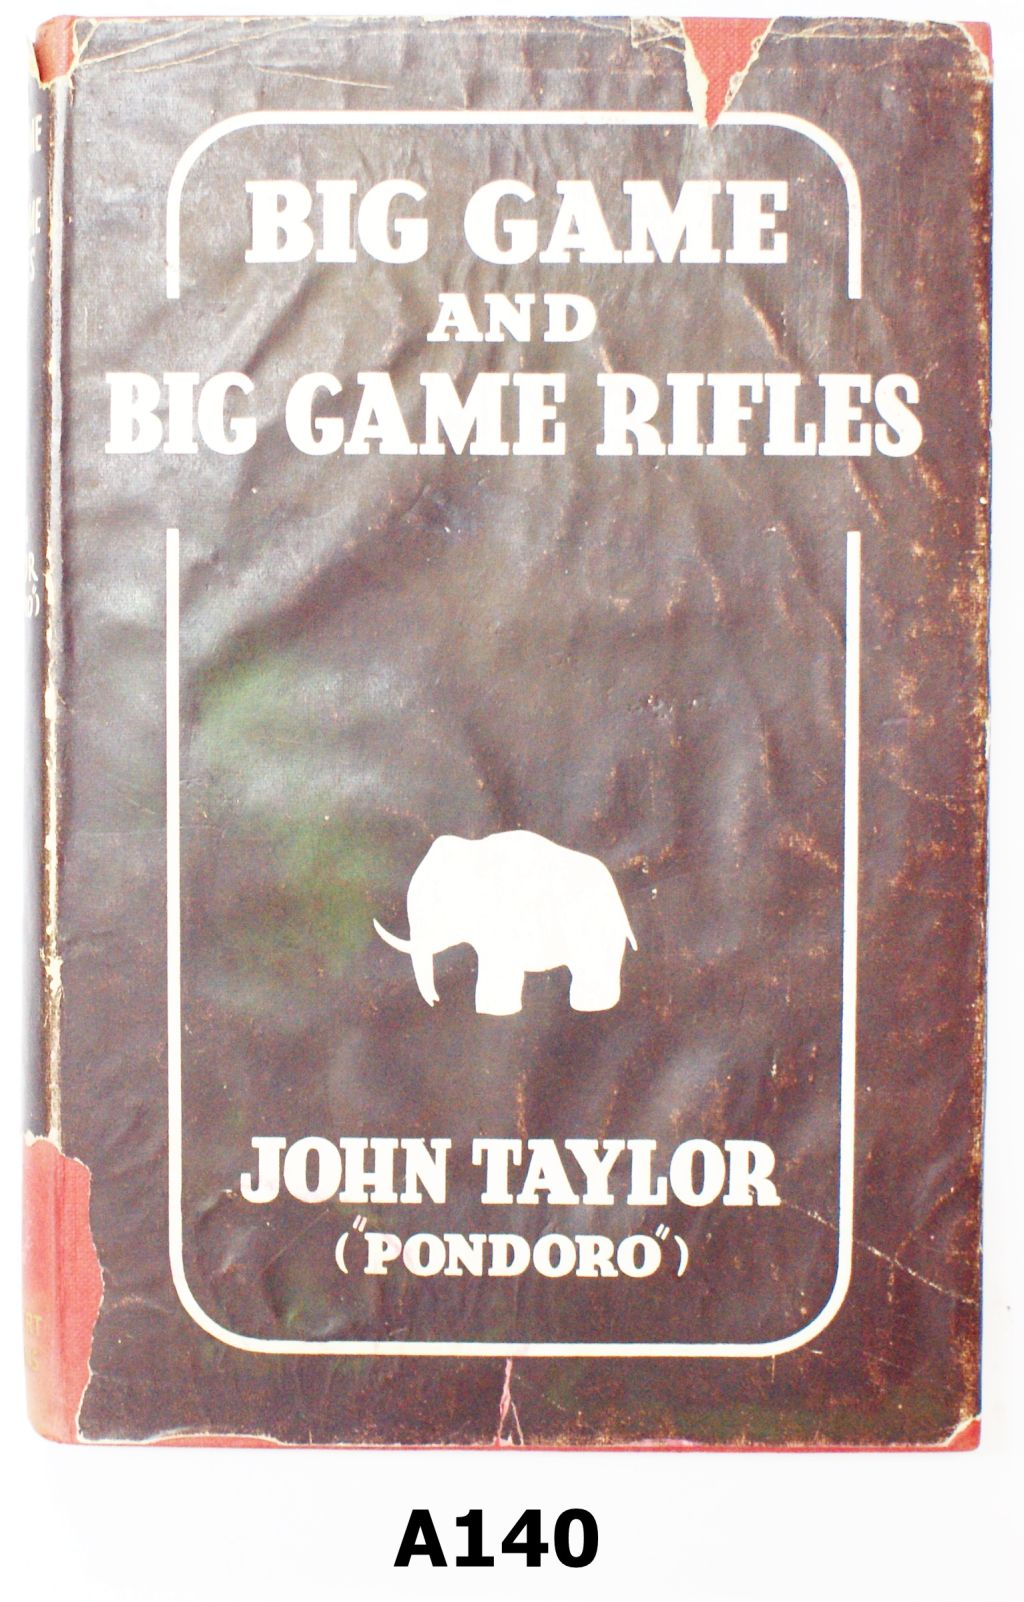 BIG GAME
AND
BIG GAME RIFLES
JOHN TAYLOR
("PONDORO")
A140